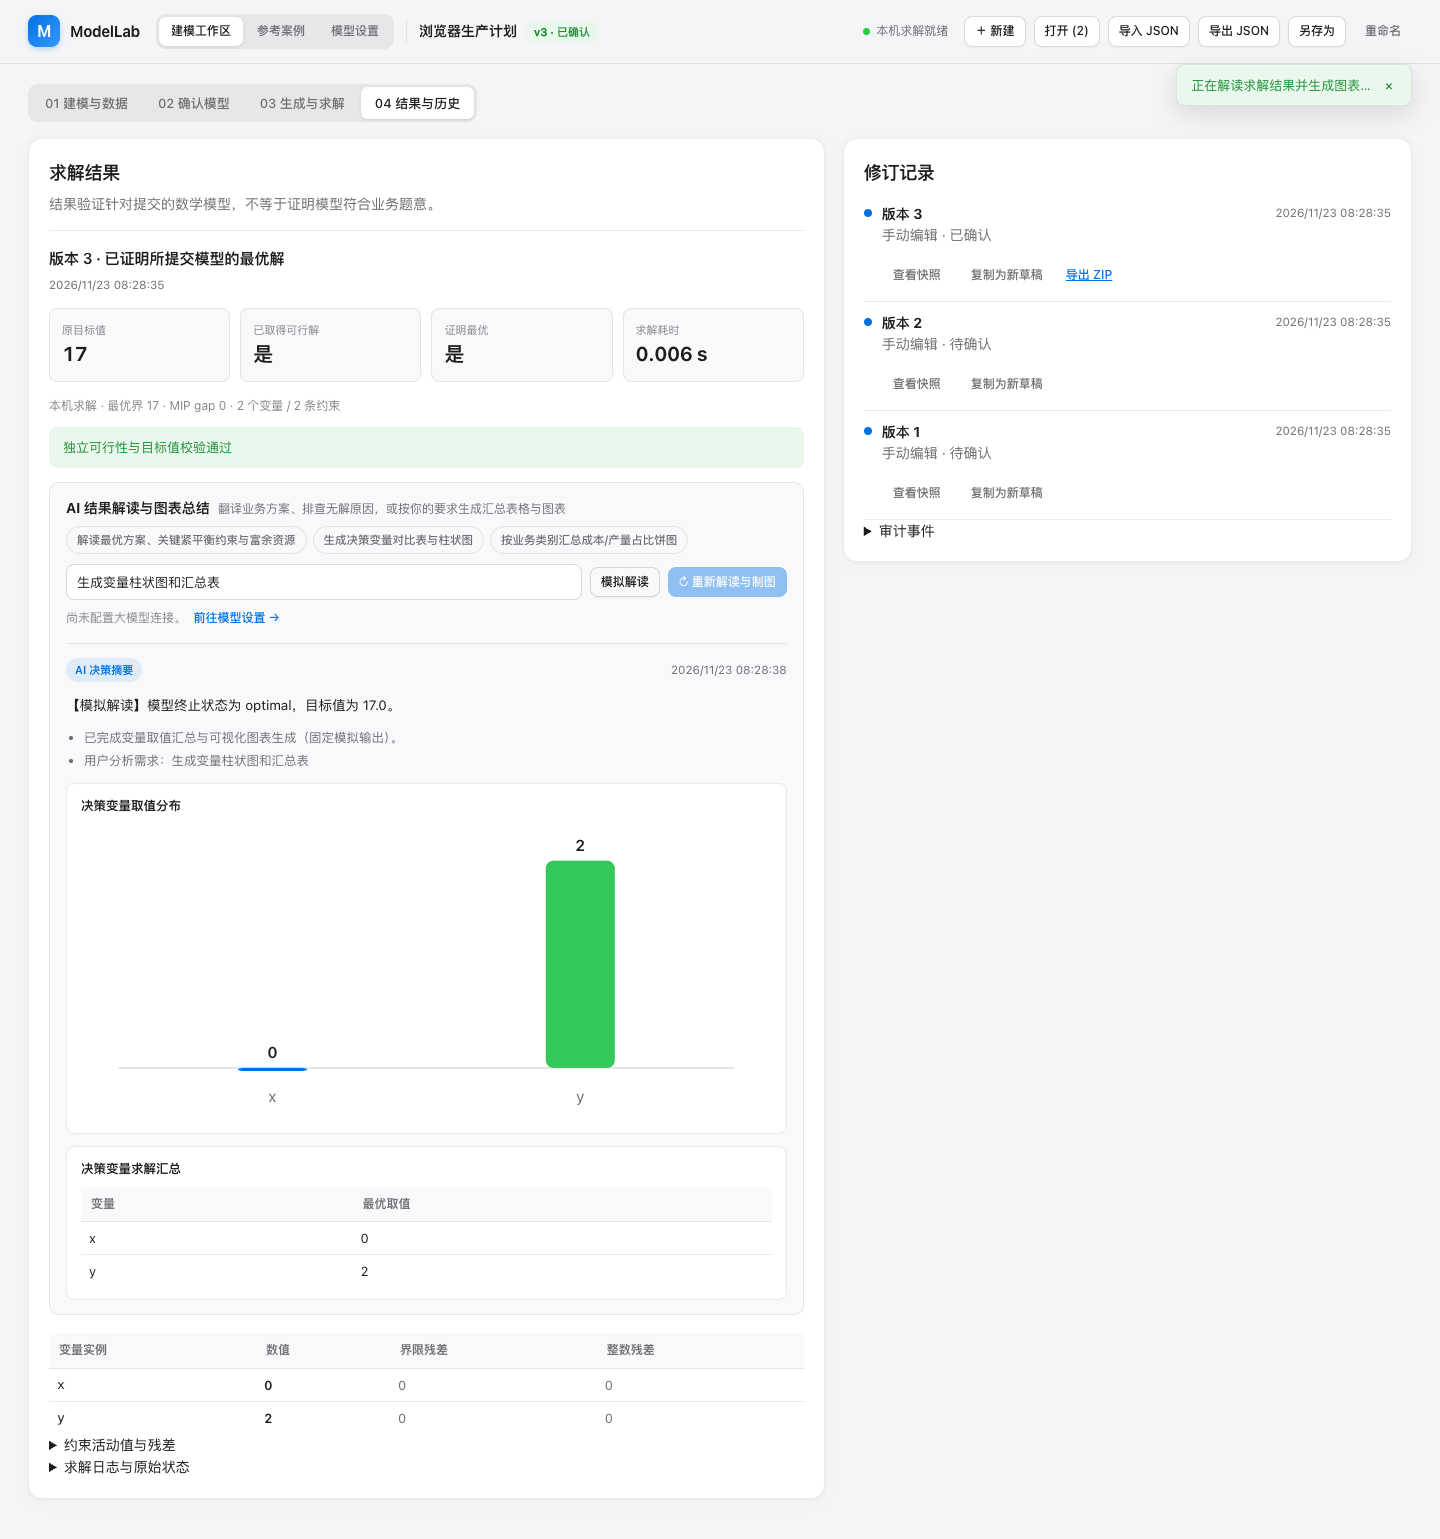 M ModelLab 建模工作区 参考案例 模型设置 浏览器生产计划 v3 · 已确认 本机求解就绪 + 新建 打开 (2) 导入 JSON 导出 JSON 另存为 重命名
正在解读求解结果并生成图表... ×
01 建模与数据 02 确认模型 03 生成与求解 04 结果与历史
求解结果
结果验证针对提交的数学模型，不等于证明模型符合业务题意。
版本 3 · 已证明所提交模型的最优解
2026/11/23 08:28:35
原目标值 已取得可行解 证明最优 求解耗时
17 是 是 0.006 s
本机求解 · 最优界 17 · MIP gap 0 · 2 个变量 / 2 条约束
独立可行性与目标值校验通过
AI 结果解读与图表总结 翻译业务方案、排查无解原因，或按你的要求生成汇总表格与图表
解读最优方案、关键紧平衡约束与富余资源 生成决策变量对比表与柱状图 按业务类别汇总成本/产量占比饼图
生成变量柱状图和汇总表 模拟解读 ↻ 重新解读与制图
尚未配置大模型连接。 前往模型设置 →
AI 决策摘要 2026/11/23 08:28:38
【模拟解读】模型终止状态为 optimal，目标值为 17.0。
• 已完成变量取值汇总与可视化图表生成（固定模拟输出）。
• 用户分析需求：生成变量柱状图和汇总表
决策变量取值分布
2
0
x y
决策变量求解汇总
变量 最优取值
x 0
y 2
变量实例 数值 界限残差 整数残差
x 0 0 0
y 2 0 0
▶ 约束活动值与残差
▶ 求解日志与原始状态
修订记录
版本 3 2026/11/23 08:28:35
手动编辑 · 已确认
查看快照 复制为新草稿 导出 ZIP
版本 2 2026/11/23 08:28:35
手动编辑 · 待确认
查看快照 复制为新草稿
版本 1 2026/11/23 08:28:35
手动编辑 · 待确认
查看快照 复制为新草稿
▶ 审计事件